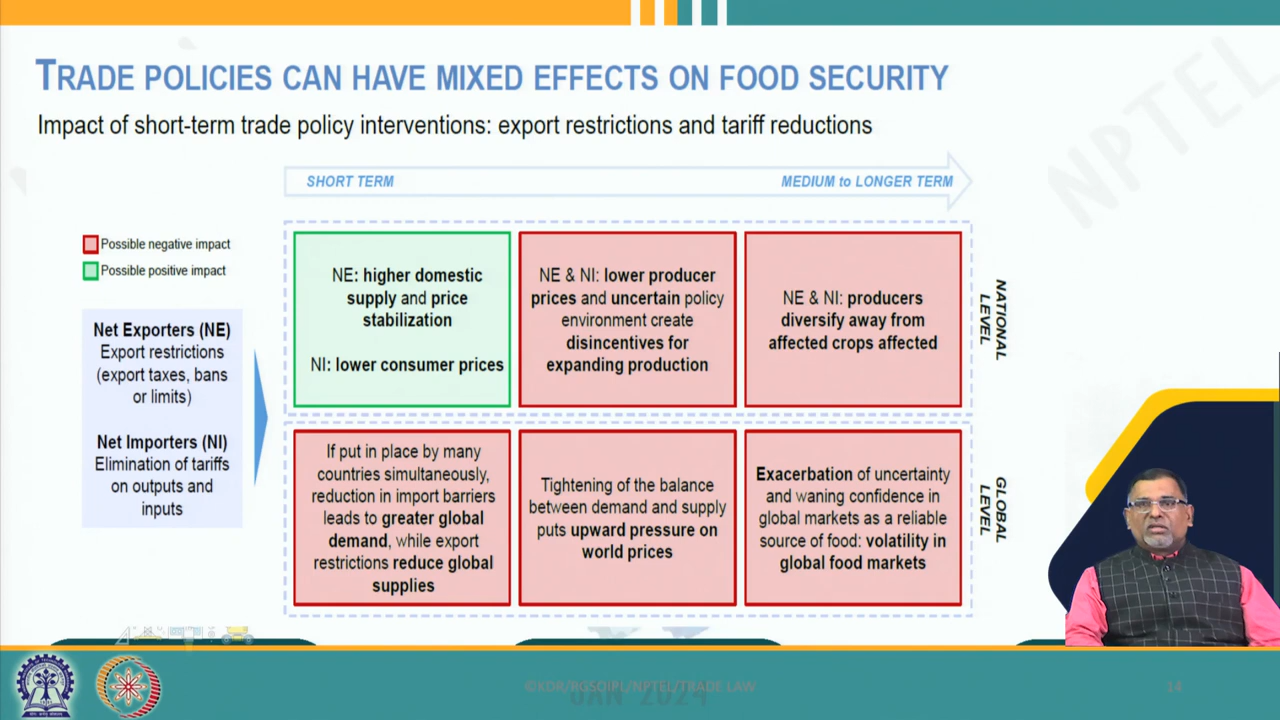 TRADE POLICIES CAN HAVE MIXED EFFECTS ON FOOD SECURITY
Impact of short-term trade policy interventions: export restrictions and tariff reductions
SHORT TERM
MEDIUM to LONGER TERM
Possible negative impact
Possible positive impact
Net Exporters (NE)
Export restrictions
(export taxes, bans
or limits)
Net Importers (NI)
Elimination of tariffs
on outputs and
inputs
NE: higher domestic
supply and price
stabilization
NI: lower consumer prices
NE & NI: lower producer
prices and uncertain policy
environment create
disincentives for
expanding production
NE & NI: producers
diversify away from
affected crops affected
NATIONAL
LEVEL
If put in place by many
countries simultaneously,
reduction in import barriers
leads to greater global
demand, while export
restrictions reduce global
supplies
Tightening of the balance
between demand and supply
puts upward pressure on
world prices
Exacerbation of uncertainty
and waning confidence in
global markets as a reliable
source of food: volatility in
global food markets
GLOBAL
LEVEL
NPTEL
©KDR/RGSOIPL/NPTEL/TRADE LAW
JAN 2024
14